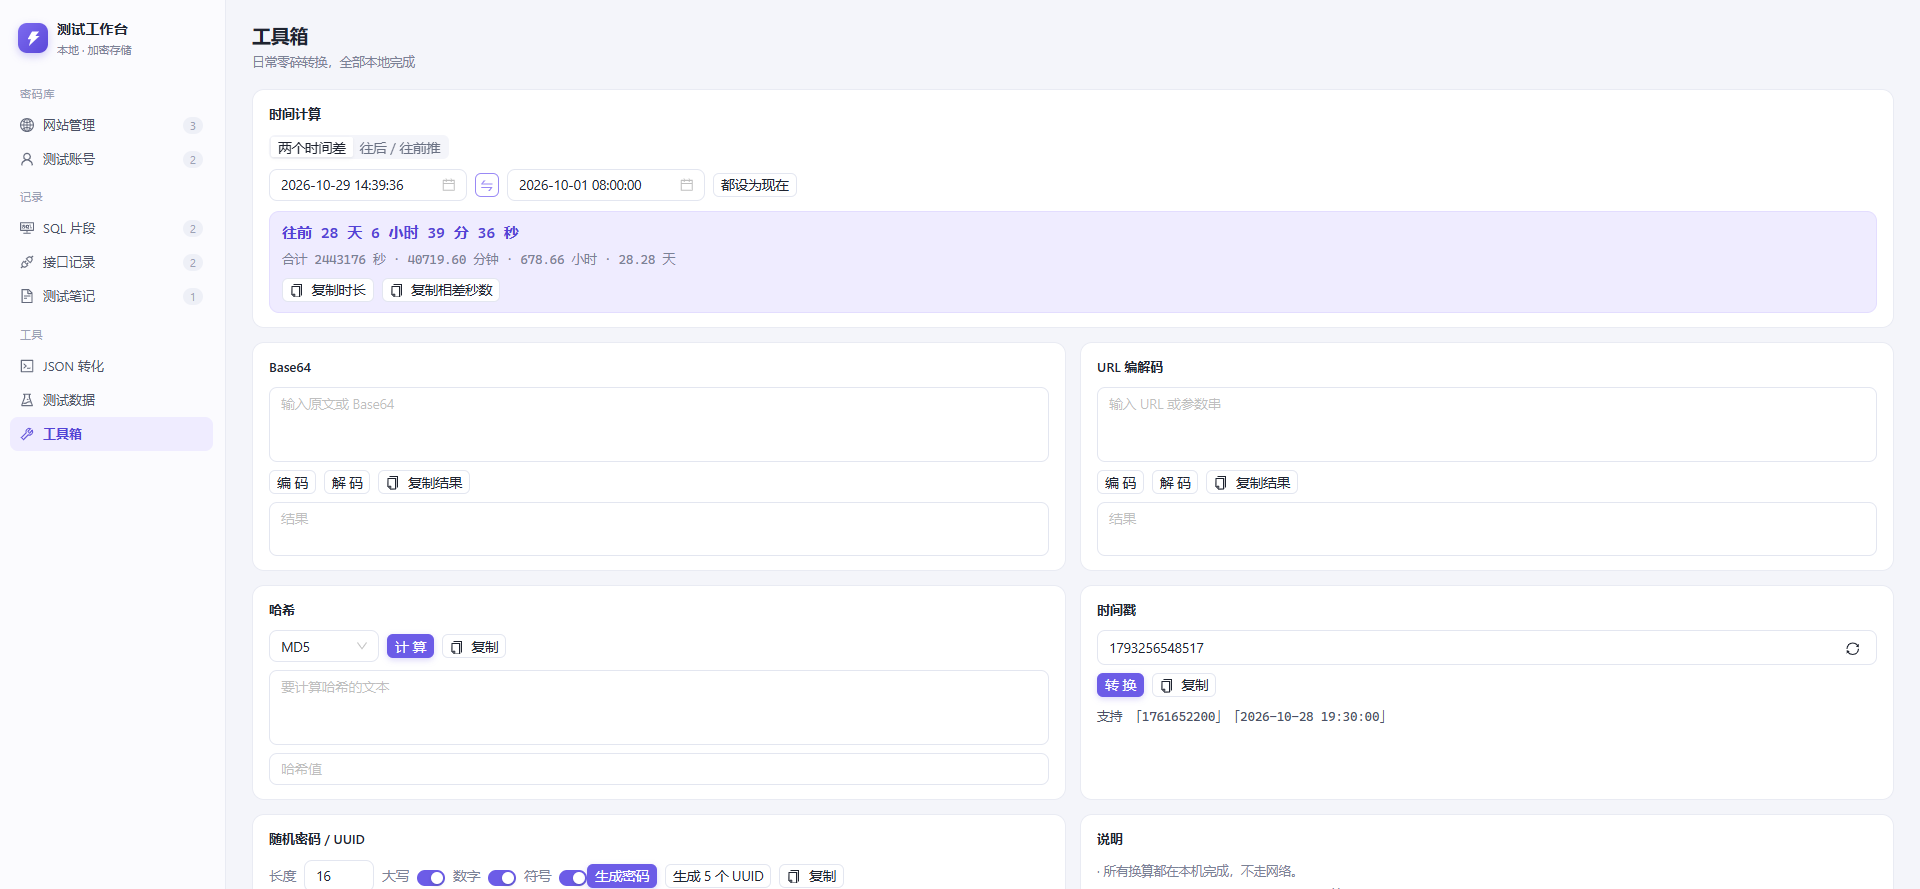 测试工作台
本地 · 加密存储
密码库
网站管理 3
测试账号 2
记录
SQL 片段 2
接口记录 2
测试笔记 1
工具
JSON 转化
测试数据
工具箱
工具箱
日常零碎转换，全部本地完成
时间计算
两个时间差 往后 / 往前推
2026-10-29 14:39:36 2026-10-01 08:00:00 都设为现在
往前 28 天 6 小时 39 分 36 秒
合计 2443176 秒 · 40719.60 分钟 · 678.66 小时 · 28.28 天
复制时长 复制相差秒数
Base64
输入原文或 Base64
编 码 解 码 复制结果
结果
URL 编解码
输入 URL 或参数串
编 码 解 码 复制结果
结果
哈希
MD5 计 算 复制
要计算哈希的文本
哈希值
时间戳
1793256548517
转 换 复制
支持 「1761652200」「2026-10-28 19:30:00」
随机密码 / UUID
长度 16 大写 数字 符号 生成密码 生成 5 个 UUID 复制
说明
· 所有换算都在本机完成，不走网络。